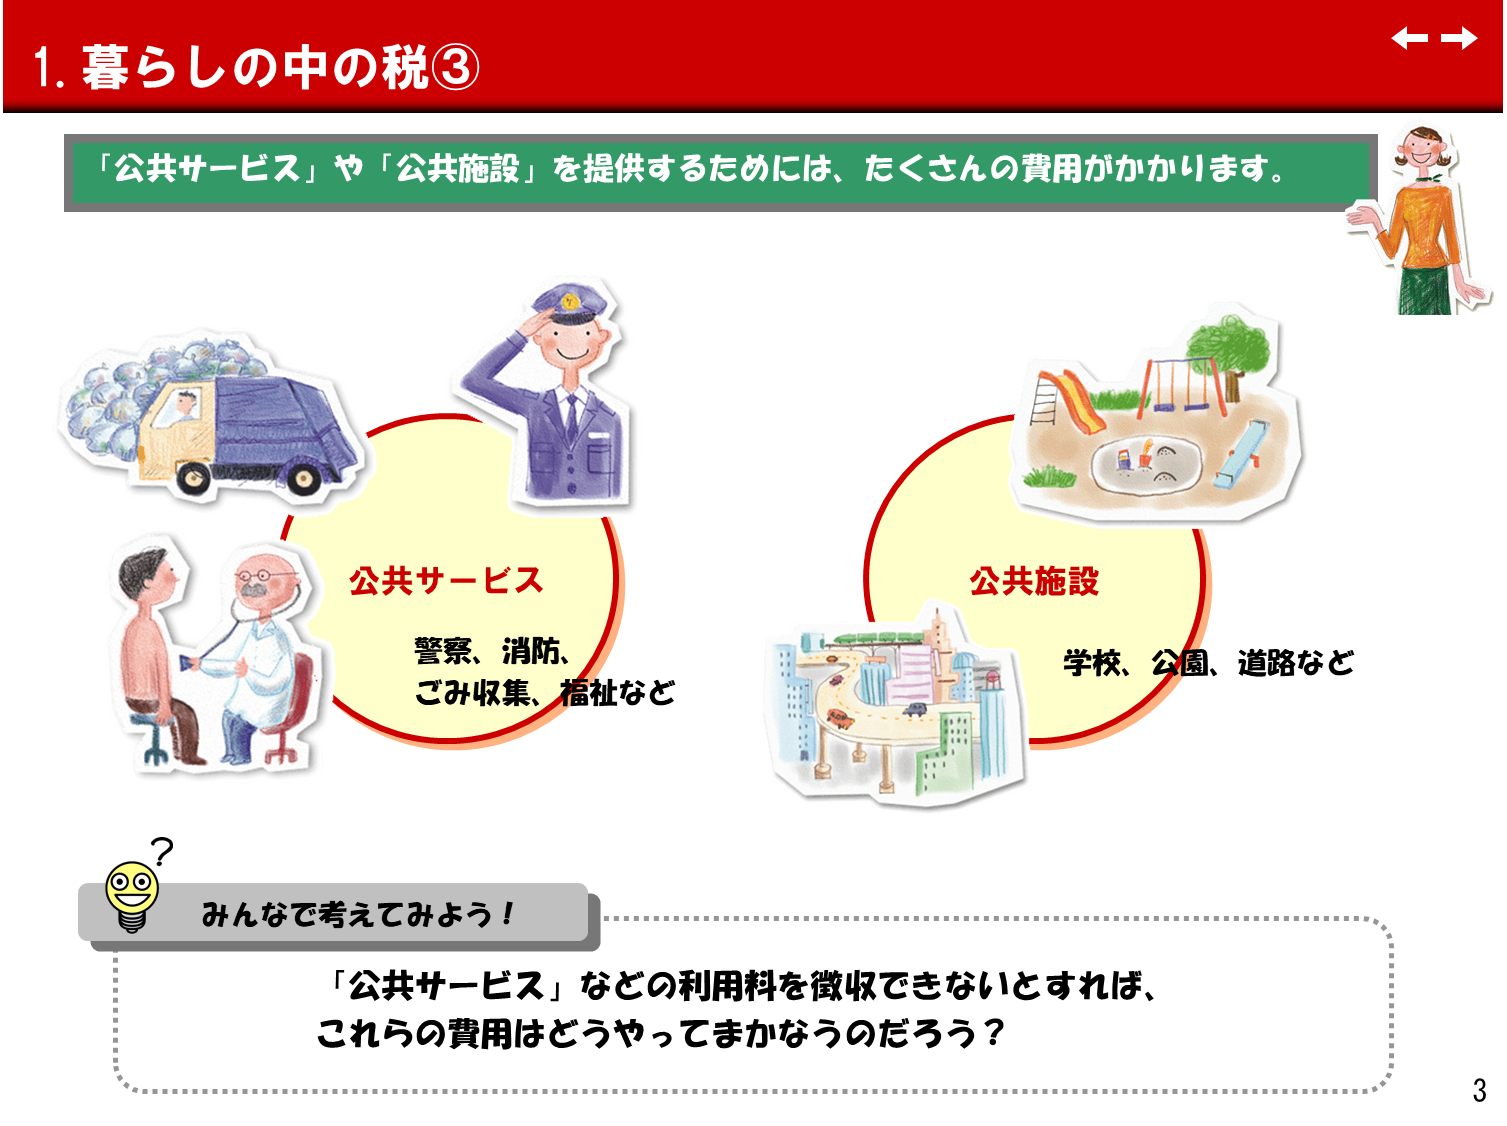 1. 暮らしの中の税③
「公共サービス」や「公共施設」を提供するためには、たくさんの費用がかかります。
公共サービス
警察、消防、
ごみ収集、福祉など
公共施設
学校、公園、道路など
?
みんなで考えてみよう！
「公共サービス」などの利用料を徴収できないとすれば、
これらの費用はどうやってまかなうのだろう？
3